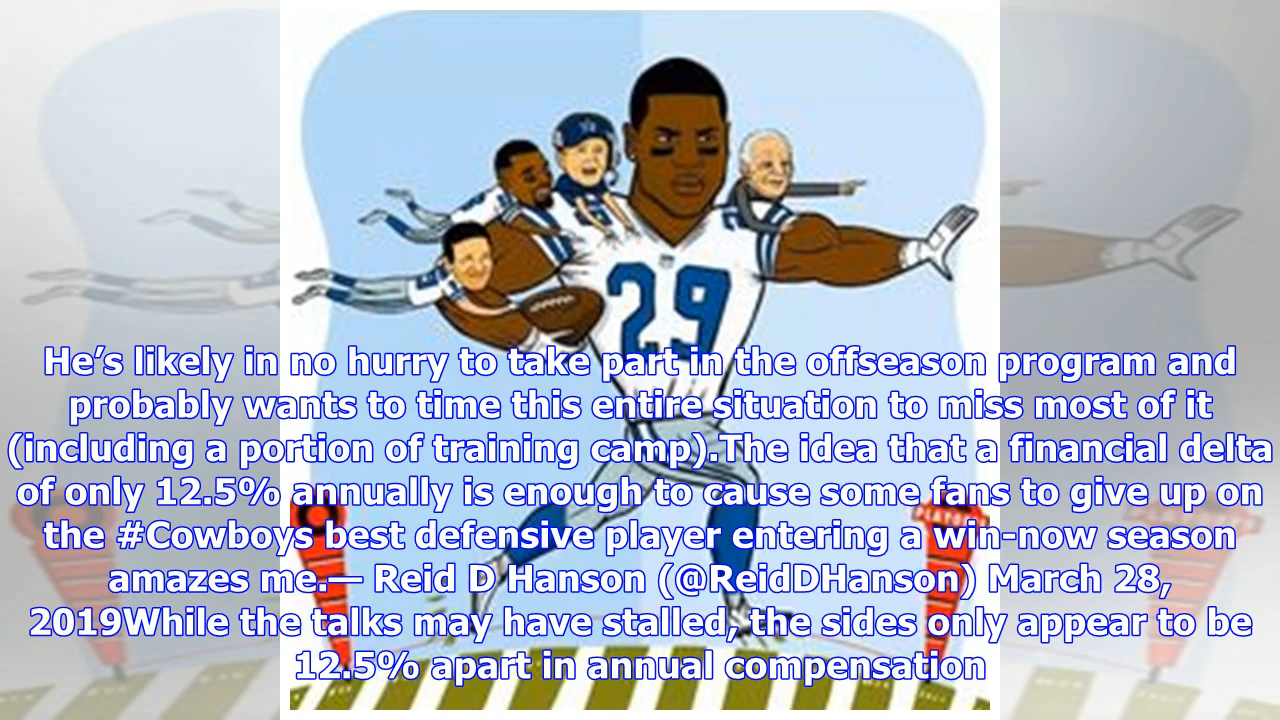 29
He’s likely in no hurry to take part in the offseason program and
probably wants to time this entire situation to miss most of it
(including a portion of training camp).The idea that a financial delta
of only 12.5% annually is enough to cause some fans to give up on
the #Cowboys best defensive player entering a win-now season
amazes me.— Reid D Hanson (@ReidDHanson) March 28,
2019While the talks may have stalled, the sides only appear to be
12.5% apart in annual compensation